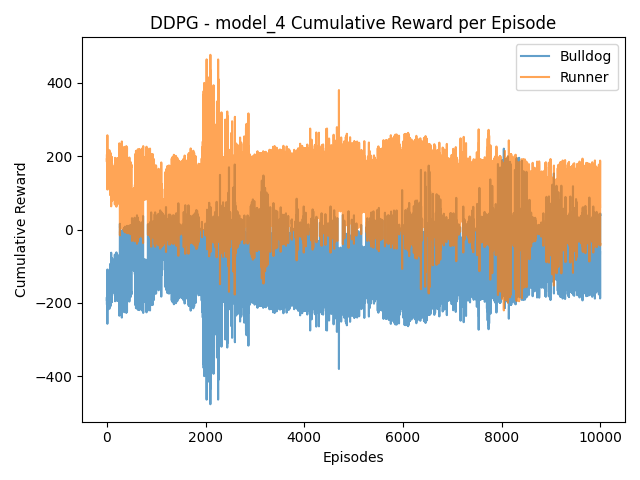 DDPG - model_4 Cumulative Reward per Episode
Bulldog
Runner
Cumulative Reward
400
200
0
−200
−400
0 2000 4000 6000 8000 10000
Episodes